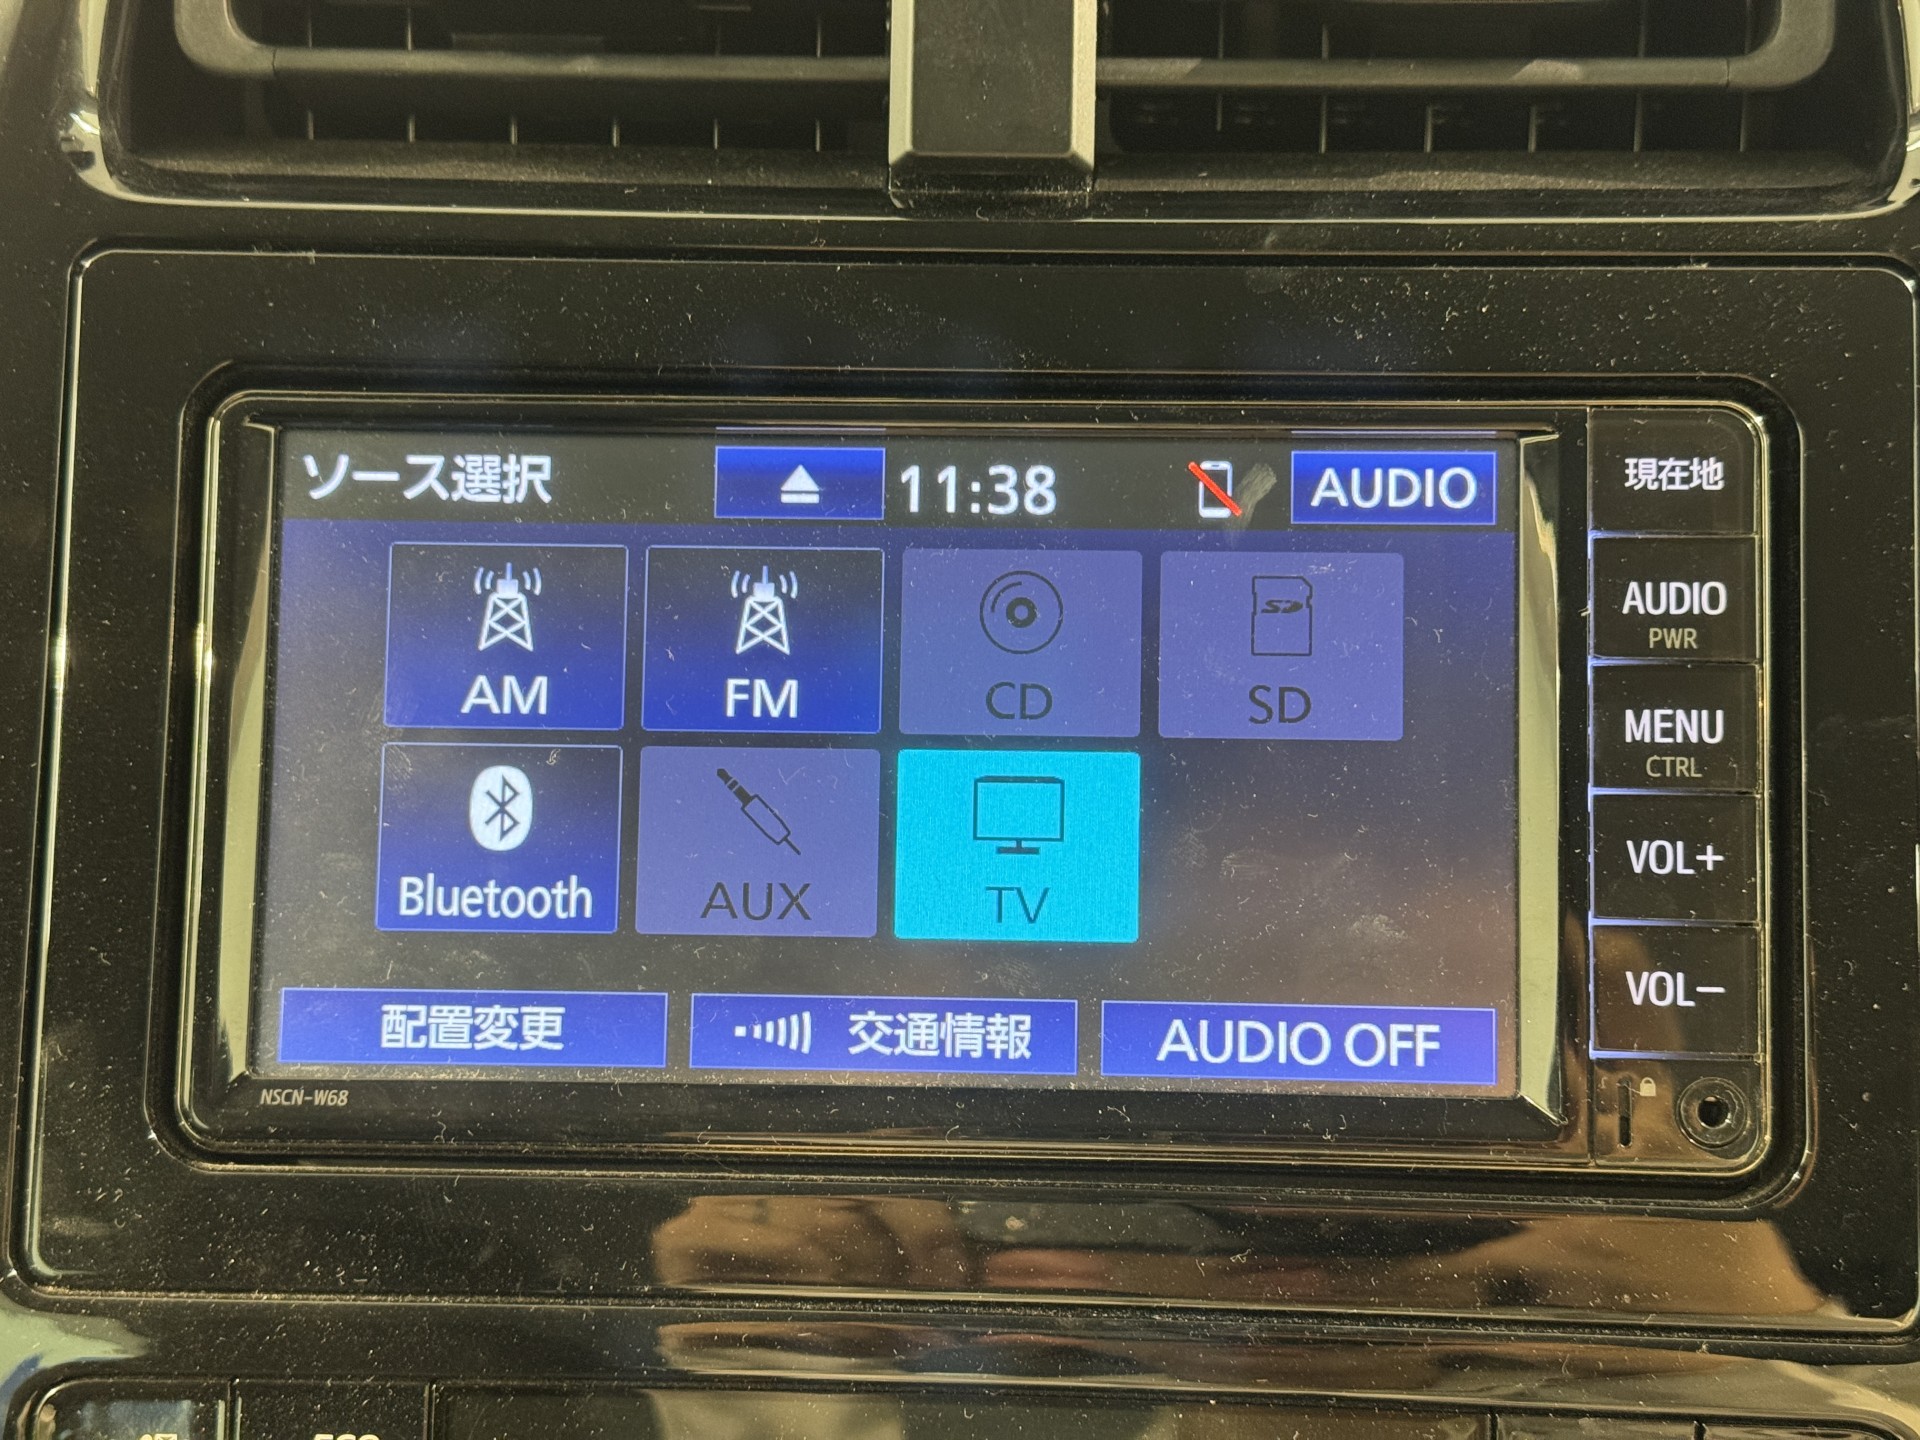 ソース選択
11:38
AUDIO
現在地
AM
FM
CD
SD
AUDIO
PWR
MENU
CTRL
Bluetooth
AUX
TV
VOL+
VOL−
配置変更
交通情報
AUDIO OFF
NSCN-W68